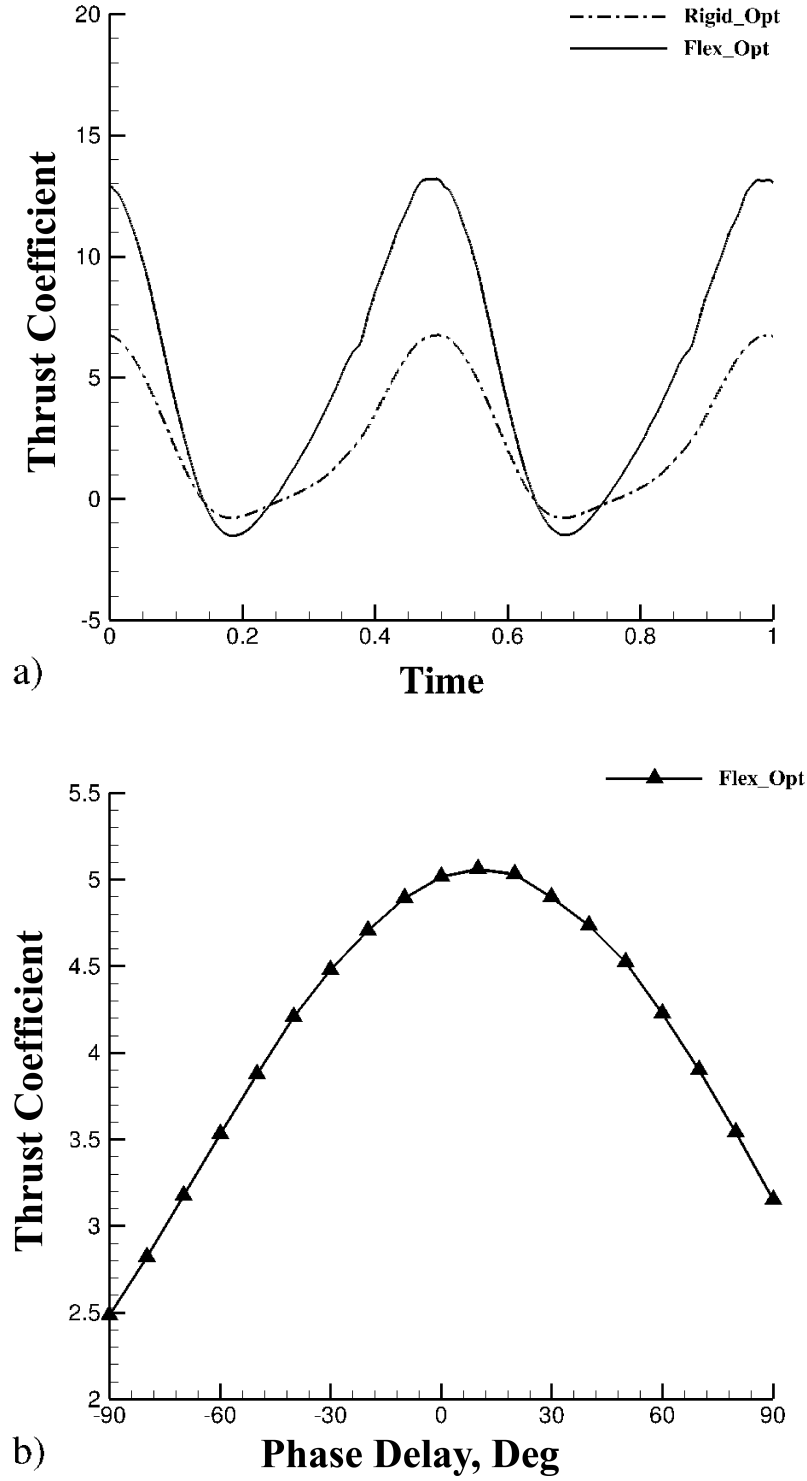 20
Rigid_Opt
Flex_Opt
15
10
5
0
-5
Thrust Coefficient
0 0.2 0.4 0.6 0.8 1
Time
a)
Flex_Opt
5.5
5
4.5
4
3.5
3
2.5
2
Thrust Coefficient
-90 -60 -30 0 30 60 90
Phase Delay, Deg
b)